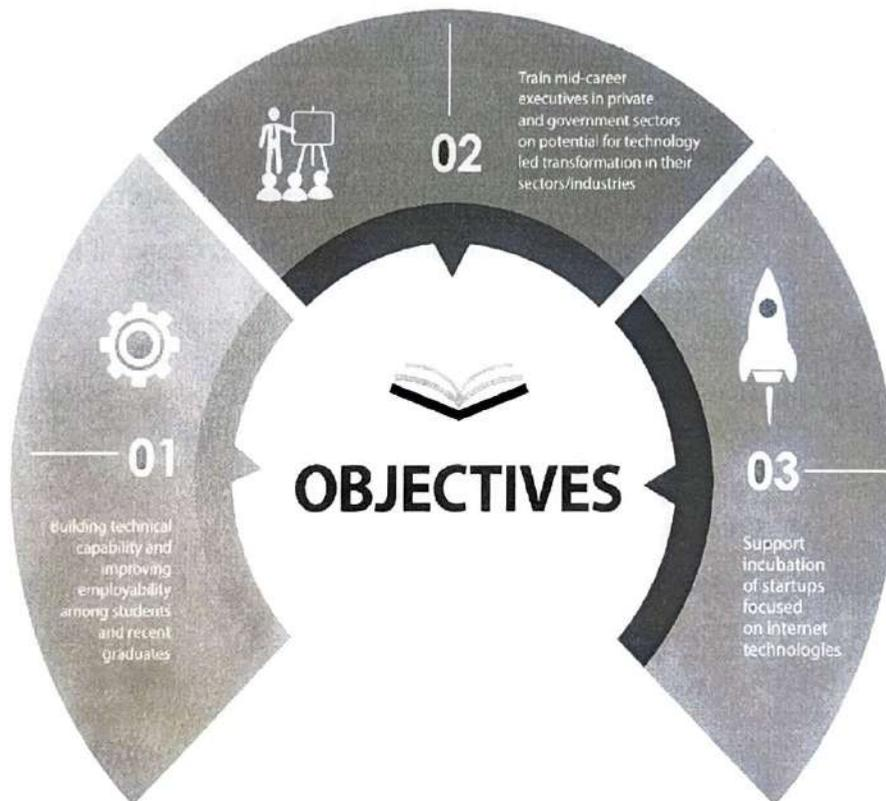 01
Building technical
capability and
improving
employability
among students
and recent
graduates
02
Train mid-career
executives in private
and government sectors
on potential for technology
led transformation in their
sectors/industries
OBJECTIVES
03
Support
incubation
of startups
focused
on internet
technologies